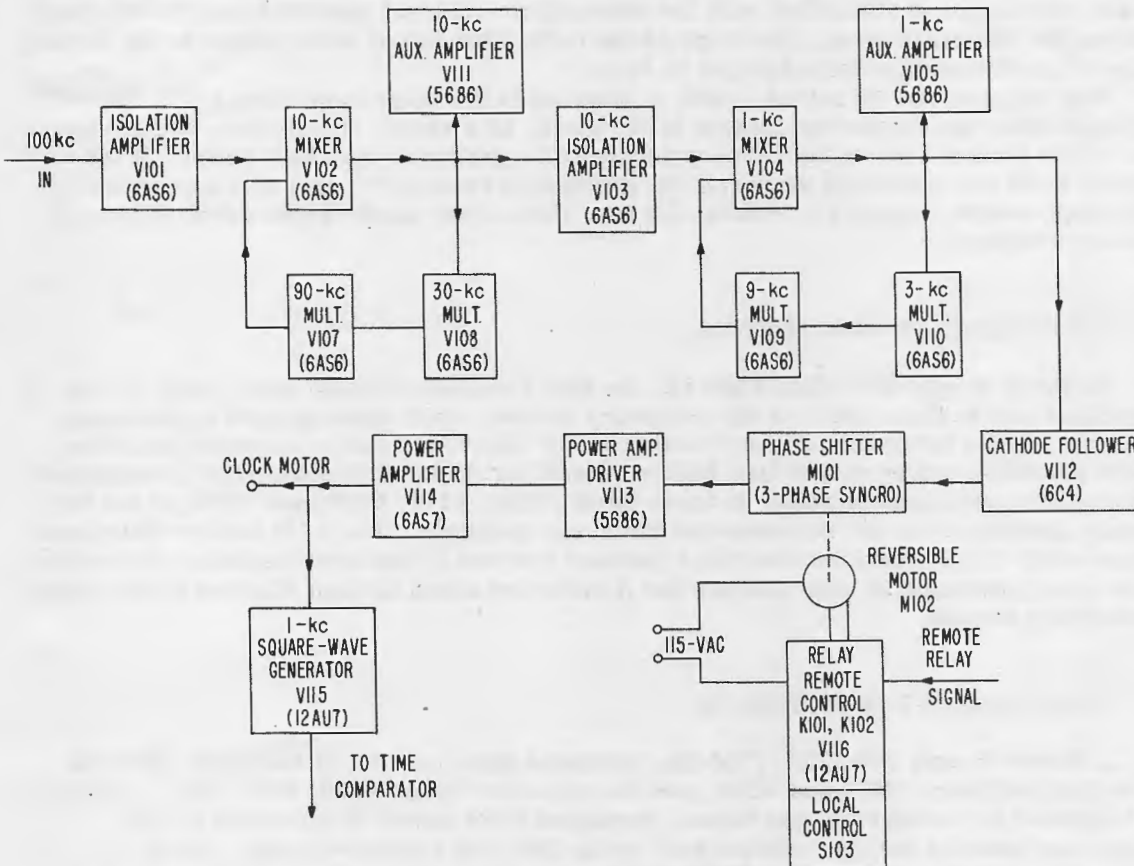 10-kc
AUX. AMPLIFIER
V111
(5686)
1-kc
AUX. AMPLIFIER
V105
(5686)
100kc
IN
ISOLATION
AMPLIFIER
V101
(6AS6)
10-kc
MIXER
V102
(6AS6)
10-kc
ISOLATION
AMPLIFIER
V103
(6AS6)
1-kc
MIXER
V104
(6AS6)
90-kc
MULT.
V107
(6AS6)
30-kc
MULT.
V108
(6AS6)
9-kc
MULT.
V109
(6AS6)
3-kc
MULT.
V110
(6AS6)
CLOCK MOTOR
POWER
AMPLIFIER
V114
(6AS7)
POWER AMP.
DRIVER
V113
(5686)
PHASE SHIFTER
M101
(3-PHASE SYNCRO)
CATHODE FOLLOWER
V112
(6C4)
REVERSIBLE
MOTOR
M102
1-kc
SQUARE-WAVE
GENERATOR
V115
(12AU7)
115-VAC
RELAY
REMOTE
CONTROL
K101, K102
V116
(12AU7)
REMOTE
RELAY
SIGNAL
LOCAL
CONTROL
S103
TO TIME
COMPARATOR